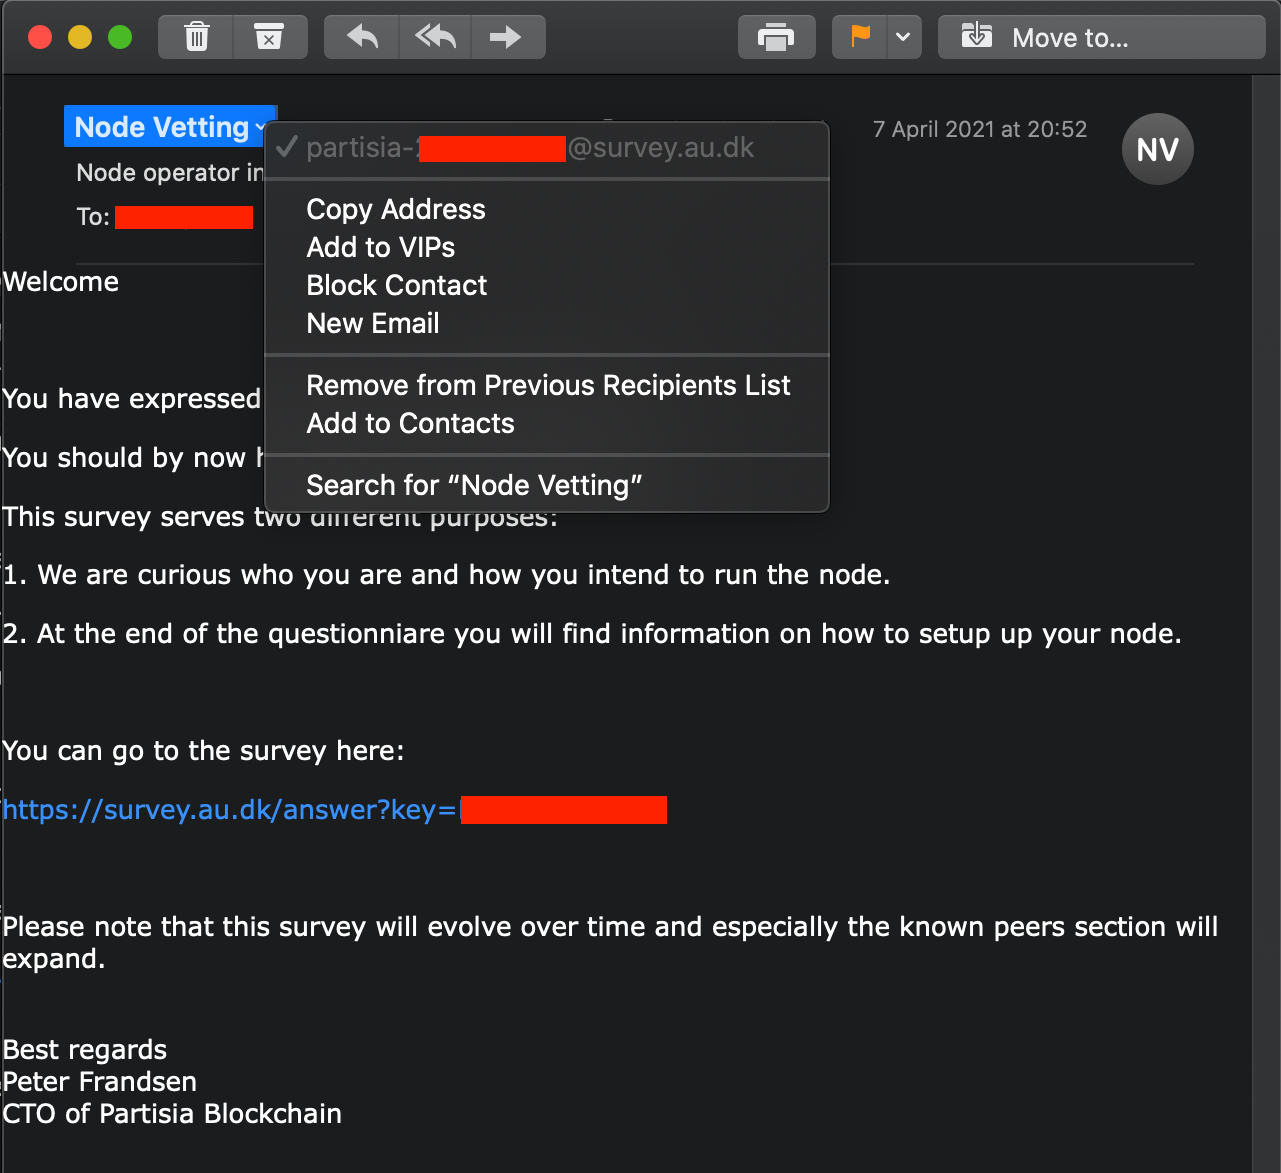 Move to...
Node Vetting
7 April 2021 at 20:52
NV
partisia-
@survey.au.dk
Node operator in
To:
Copy Address
Add to VIPs
Block Contact
New Email
Remove from Previous Recipients List
Add to Contacts
Search for “Node Vetting”
Welcome
You have expressed
You should by now
This survey serves two different purposes:
1. We are curious who you are and how you intend to run the node.
2. At the end of the questionniare you will find information on how to setup up your node.
You can go to the survey here:
https://survey.au.dk/answer?key=
Please note that this survey will evolve over time and especially the known peers section will
expand.
Best regards
Peter Frandsen
CTO of Partisia Blockchain